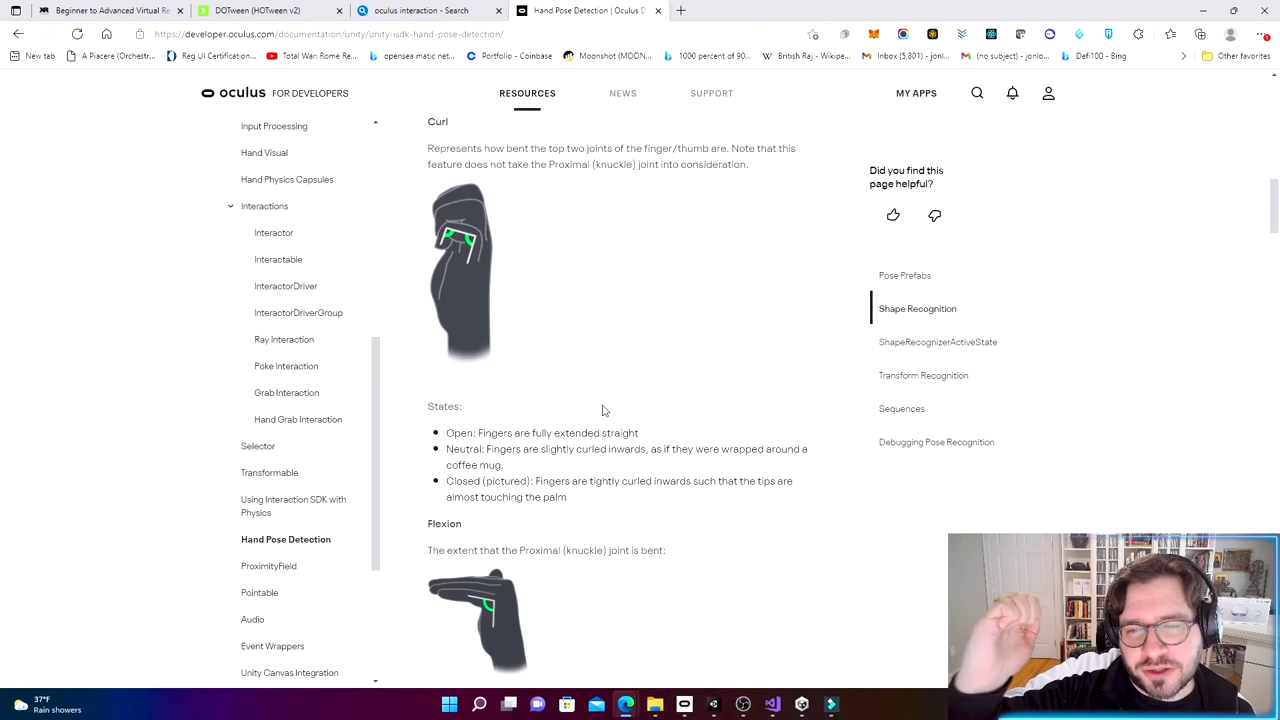 Beginner to Advanced Virtual Re
DOTween (HOTween v2)
oculus interaction - Search
Hand Pose Detection | Oculus D
https://developer.oculus.com/documentation/unity/unity-sdk-hand-pose-detection/
New tab
A Piacere (Orchestra...
Reg UI Certification...
Total War: Rome Re...
opensea matic net...
Portfolio - Coinbase
Moonshot (MOON...
1000 percent of 90...
British Raj - Wikipe...
Inbox (5,801) - jonl...
(no subject) - jonlo...
Defi100 - Bing
Other favorites
oculus FOR DEVELOPERS
RESOURCES
NEWS
SUPPORT
MY APPS
Input Processing
Hand Visual
Hand Physics Capsules
Interactions
Interactor
Interactable
InteractorDriver
InteractorDriverGroup
Ray Interaction
Poke Interaction
Grab Interaction
Hand Grab Interaction
Selector
Transformable
Using Interaction SDK with
Physics
Hand Pose Detection
ProximityField
Pointable
Audio
Event Wrappers
Unity Canvas Integration
Curl
Represents how bent the top two joints of the finger/thumb are. Note that this
feature does not take the Proximal (knuckle) joint into consideration.
States:
• Open: Fingers are fully extended straight
• Neutral: Fingers are slightly curled inwards, as if they were wrapped around a
coffee mug.
• Closed (pictured): Fingers are tightly curled inwards such that the tips are
almost touching the palm
Flexion
The extent that the Proximal (knuckle) joint is bent:
Did you find this
page helpful?
Pose Prefabs
Shape Recognition
ShapeRecognizerActiveState
Transform Recognition
Sequences
Debugging Pose Recognition
37°F
Rain showers